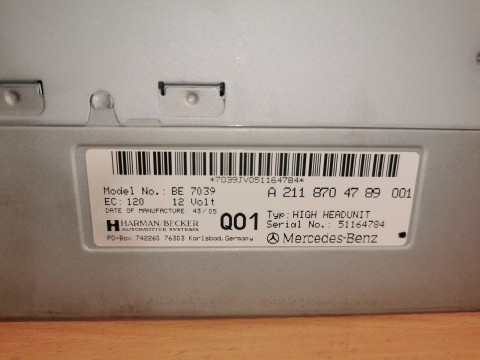 *7039JV051164784*
Model No.: BE 7039
A 211 870 47 89 001
EC: 120 12 Volt
DATE OF MANUFACTURE: 43/05
Q01
Typ: HIGH HEADUNIT
Serial No.: 51164784
HARMAN/BECKER
AUTOMOTIVE SYSTEMS
Mercedes-Benz
PO-Box 742260 76303 Karlsbad, Germany